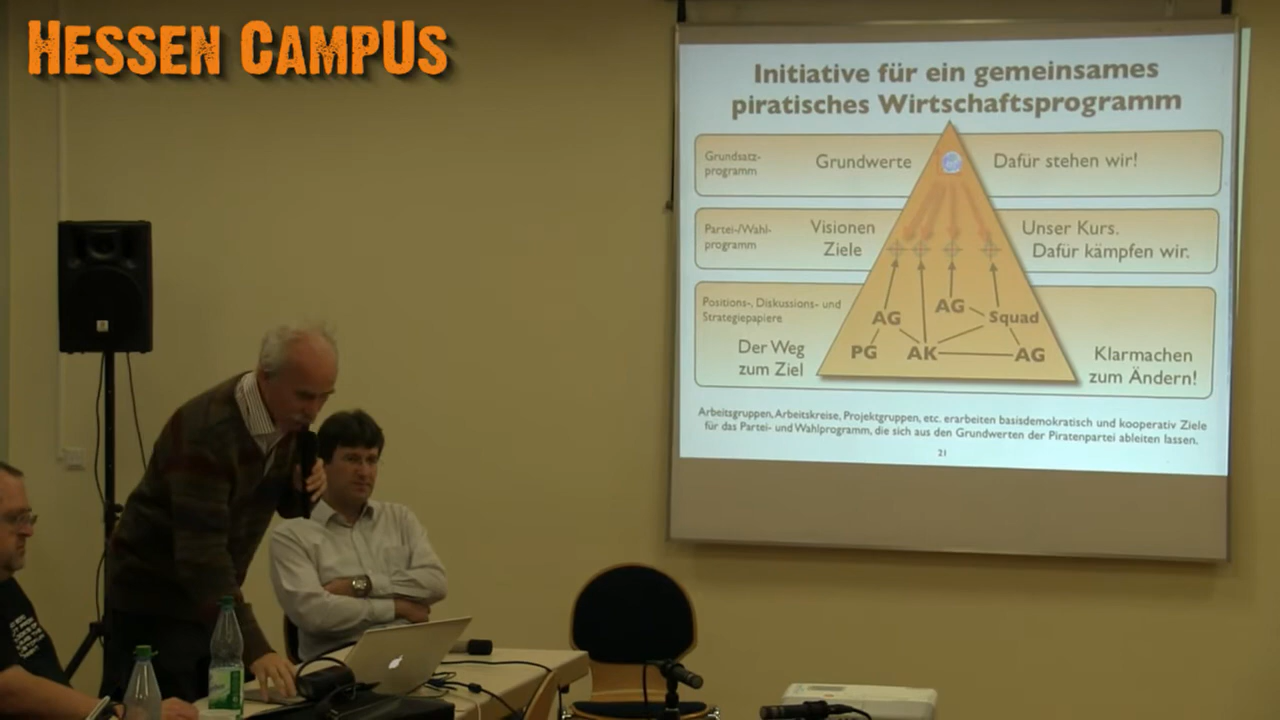 HESSEN CAMPUS
Initiative für ein gemeinsames
piratisches Wirtschaftsprogramm
Grundsatz-
programm
Grundwerte
Dafür stehen wir!
Partei-/Wahl-
programm
Visionen
Ziele
Unser Kurs.
Dafür kämpfen wir.
Positions-, Diskussions- und
Strategiepapiere
Der Weg
zum Ziel
AG
AG
Squad
PG
AK
AG
Klarmachen
zum Ändern!
Arbeitsgruppen, Arbeitskreise, Projektgruppen, etc. erarbeiten basisdemokratisch und kooperativ Ziele
für das Partei- und Wahlprogramm, die sich aus den Grundwerten der Piratenpartei ableiten lassen.
21